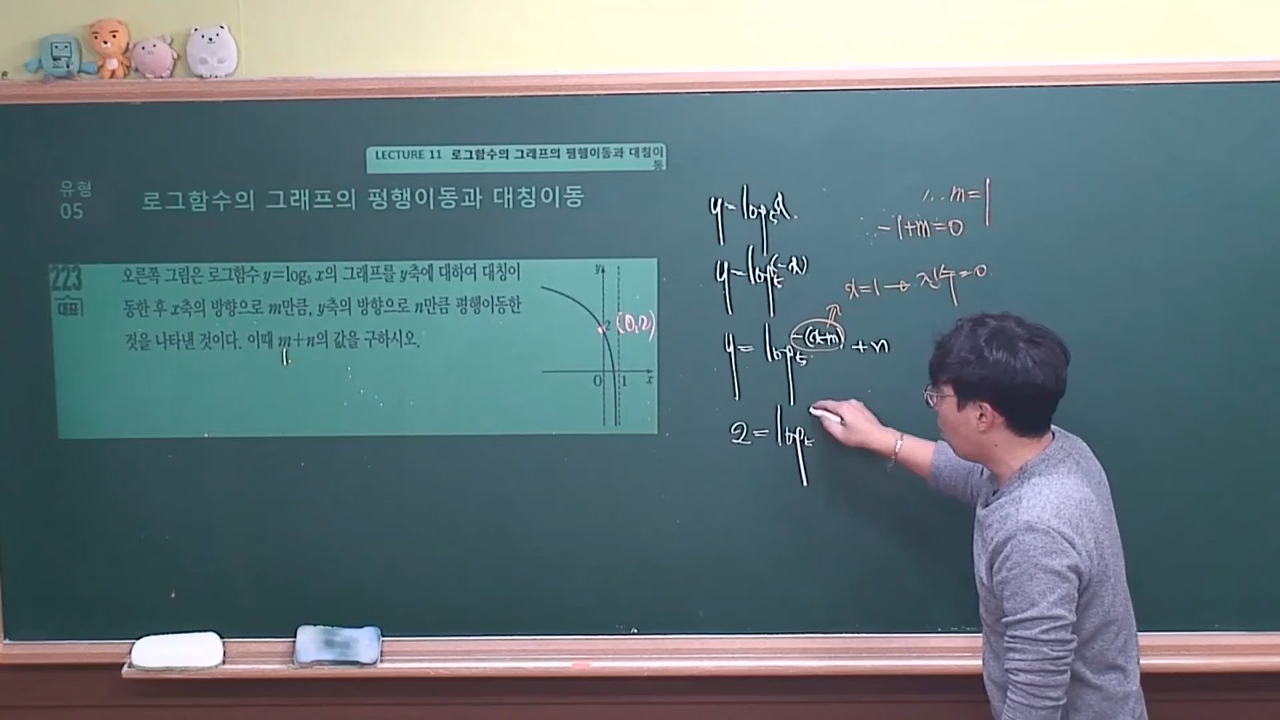 LECTURE 11 로그함수의 그래프의 평행이동과 대칭이
동
유형
05
로그함수의 그래프의 평행이동과 대칭이동
223
대표
오른쪽 그림은 로그함수 y=log₅ x의 그래프를 y축에 대하여 대칭이
동한 후 x축의 방향으로 m만큼, y축의 방향으로 n만큼 평행이동한
것을 나타낸 것이다. 이때 m+n의 값을 구하시오.
1
y
2
(0,2)
0
1
x
y=log₅x.
y=log₅(-x)
y=log₅-(x-m)+n
2=log₅
∴m=1
-1+m=0
x=1→진수=0